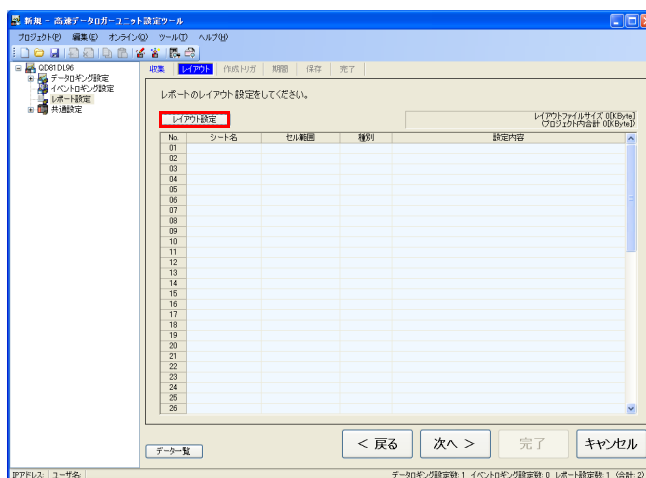 新規 - 高速データロガーユニット設定ツール
プロジェクト(P) 編集(E) オンライン(O) ツール(T) ヘルプ(H)
QD81DL96
データロギング設定
イベントロギング設定
レポート設定
共通設定
収集 レイアウト 作成トリガ 期間 保存 完了
レポートのレイアウト設定をしてください。
レイアウト設定
レイアウトファイルサイズ 0[KByte]
(プロジェクト内合計 0[KByte])
No. シート名 セル範囲 種別 設定内容
01
02
03
04
05
06
07
08
09
10
11
12
13
14
15
16
17
18
19
20
21
22
23
24
25
26
データ一覧
< 戻る 次へ > 完了 キャンセル
IPアドレス: ユーザ名: データロギング設定数: 1 イベントロギング設定数: 0 レポート設定数: 1 (合計: 2)